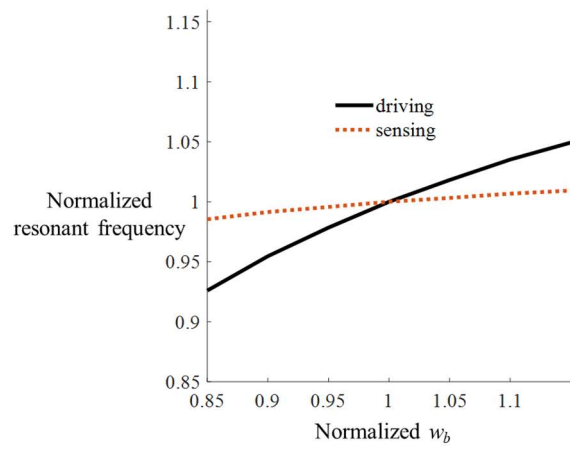 1.15
1.1
driving
sensing
1.05
Normalized
resonant frequency
1
0.95
0.9
0.85
0.85 0.9 0.95 1 1.05 1.1
Normalized w_b